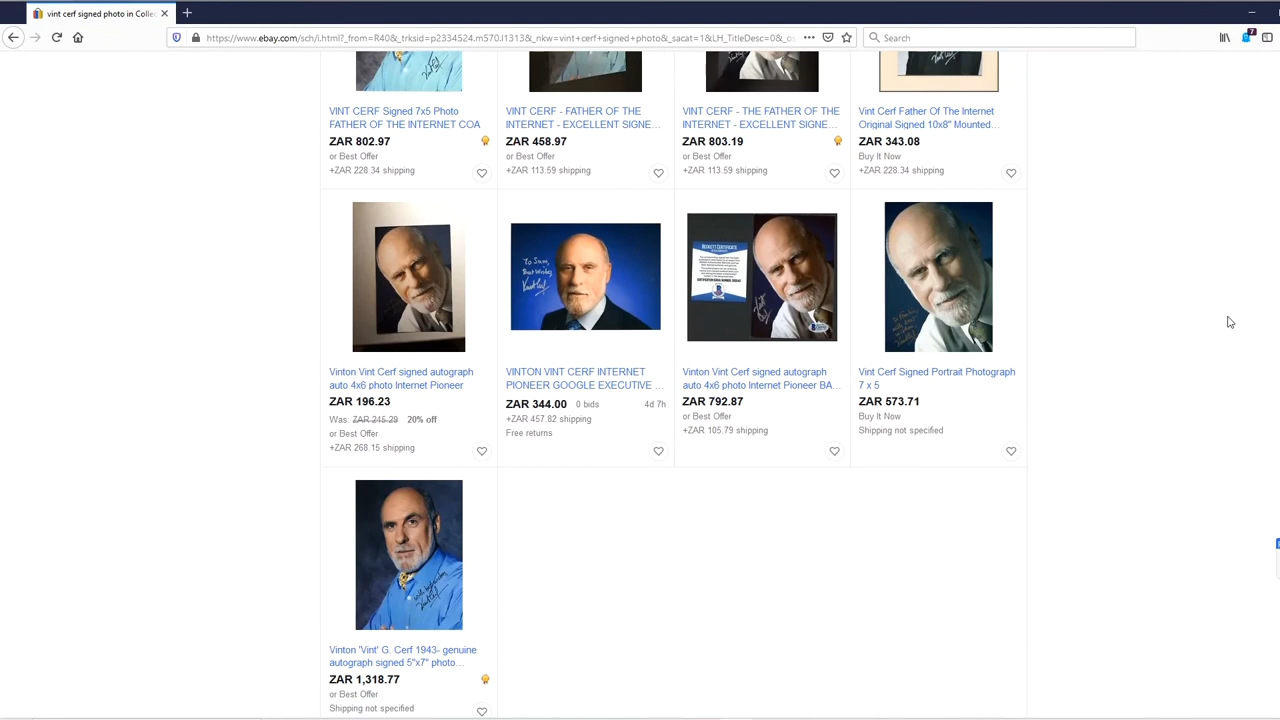 vint cerf signed photo in Colle
https://www.ebay.com/sch/i.html?_from=R40&_trksid=p2334524.m570.l1313&_nkw=vint+cerf+signed+photo&_sacat=1&LH_TitleDesc=0&_os
Search
7
VINT CERF Signed 7x5 Photo
FATHER OF THE INTERNET COA
ZAR 802.97
or Best Offer
+ZAR 228.34 shipping
VINT CERF - FATHER OF THE
INTERNET - EXCELLENT SIGNE...
ZAR 458.97
or Best Offer
+ZAR 113.59 shipping
VINT CERF - THE FATHER OF THE
INTERNET - EXCELLENT SIGNE...
ZAR 803.19
or Best Offer
+ZAR 113.59 shipping
Vint Cerf Father Of The Internet
Original Signed 10x8" Mounted...
ZAR 343.08
Buy It Now
+ZAR 228.34 shipping
Vinton Vint Cerf signed autograph
auto 4x6 photo Internet Pioneer
ZAR 196.23
Was: ZAR 245.29 20% off
or Best Offer
+ZAR 268.15 shipping
To Sam,
Best Wishes
Vint Cerf
VINTON VINT CERF INTERNET
PIONEER GOOGLE EXECUTIVE ...
ZAR 344.00 0 bids 4d 7h
+ZAR 457.82 shipping
Free returns
BECKETT CERTIFICATE
Vinton Vint Cerf signed autograph
auto 4x6 photo Internet Pioneer BA...
ZAR 792.87
or Best Offer
+ZAR 105.79 shipping
Vint Cerf Signed Portrait Photograph
7 x 5
ZAR 573.71
Buy It Now
Shipping not specified
Vinton 'Vint' G. Cerf 1943- genuine
autograph signed 5"x7" photo...
ZAR 1,318.77
or Best Offer
Shipping not specified